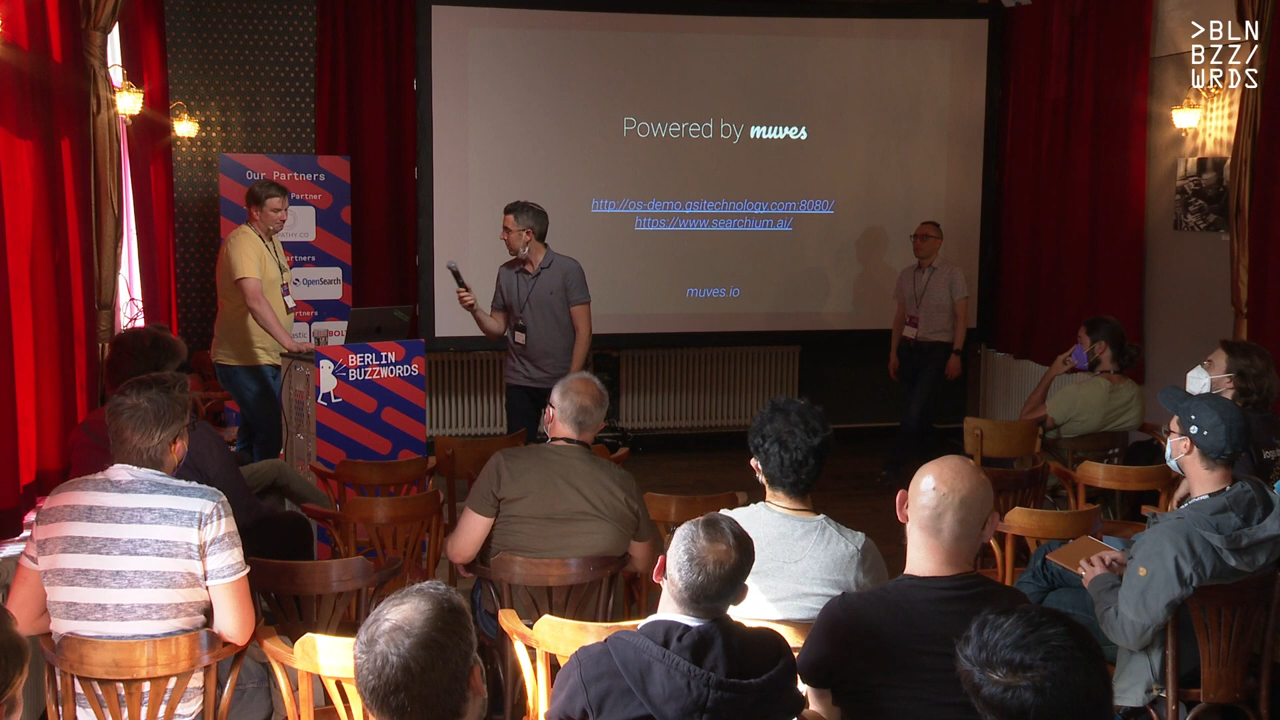 >BLN
BZZ/
WRDS
Powered by muves
http://os-demo.gsitechnology.com:8080/
https://www.searchium.ai/
muves.io
Our Partners
Partner
OpenSearch
BERLIN
BUZZWORDS